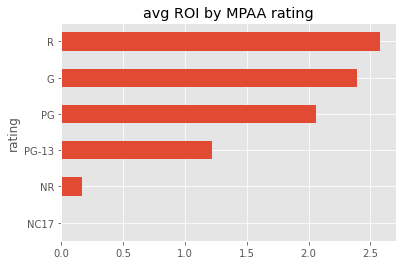 avg ROI by MPAA rating
R
G
PG
PG-13
NR
NC17
rating
0.0 0.5 1.0 1.5 2.0 2.5